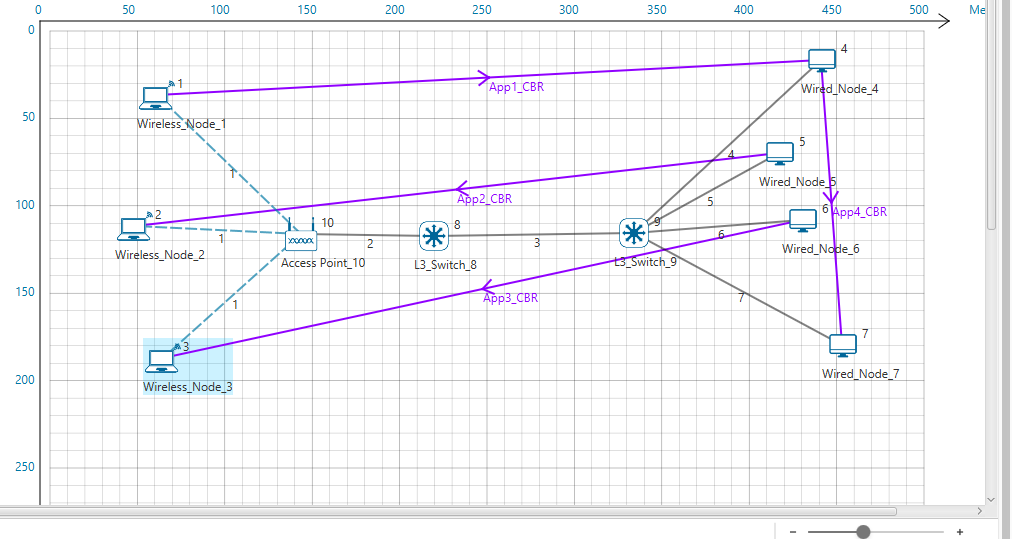 0 50 100 150 200 250 300 350 400 450 500 Me
0
4
1
App1_CBR
Wired_Node_4
50
Wireless_Node_1
5
4
1
Wired_Node_5
100
App2_CBR
5
2
6
App4_CBR
10
8
9
1
2
3
6
Wireless_Node_2
Access Point_10
L3_Switch_8
L3_Switch_9
Wired_Node_6
150
App3_CBR
7
1
7
3
Wired_Node_7
200
Wireless_Node_3
250
− +